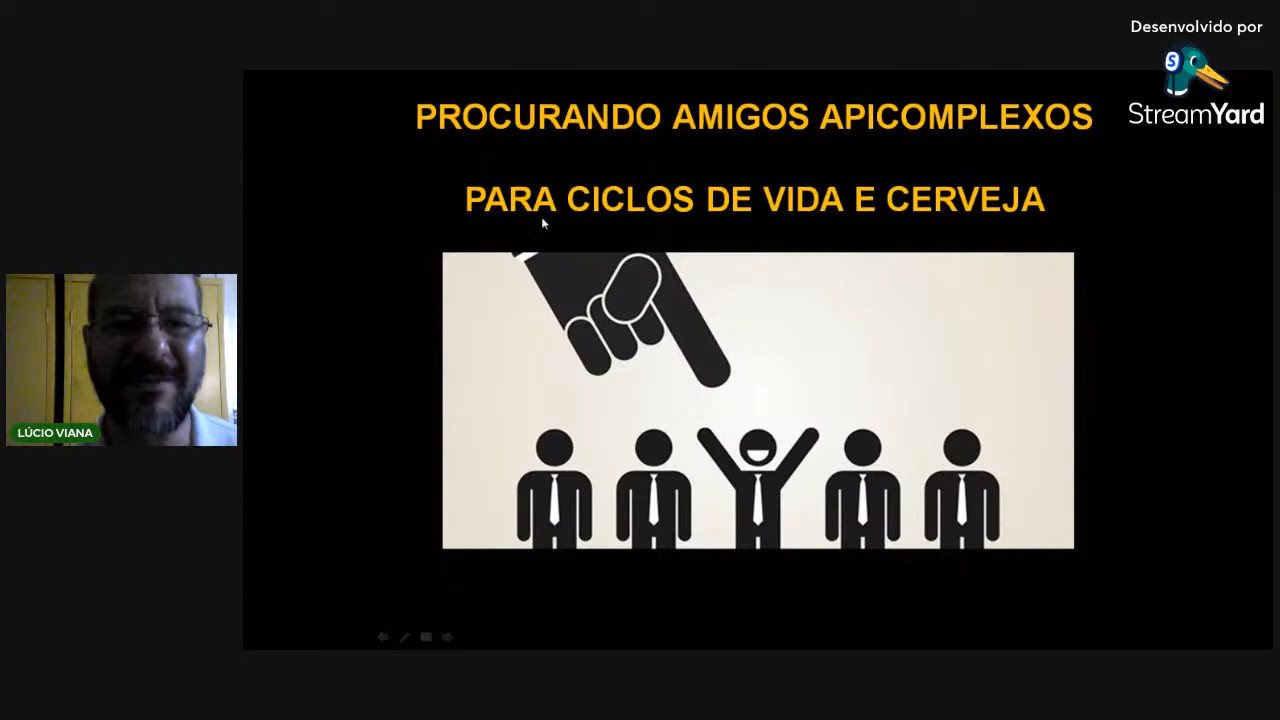 Desenvolvido por
S
StreamYard
PROCURANDO AMIGOS APICOMPLEXOS
PARA CICLOS DE VIDA E CERVEJA
LÚCIO VIANA